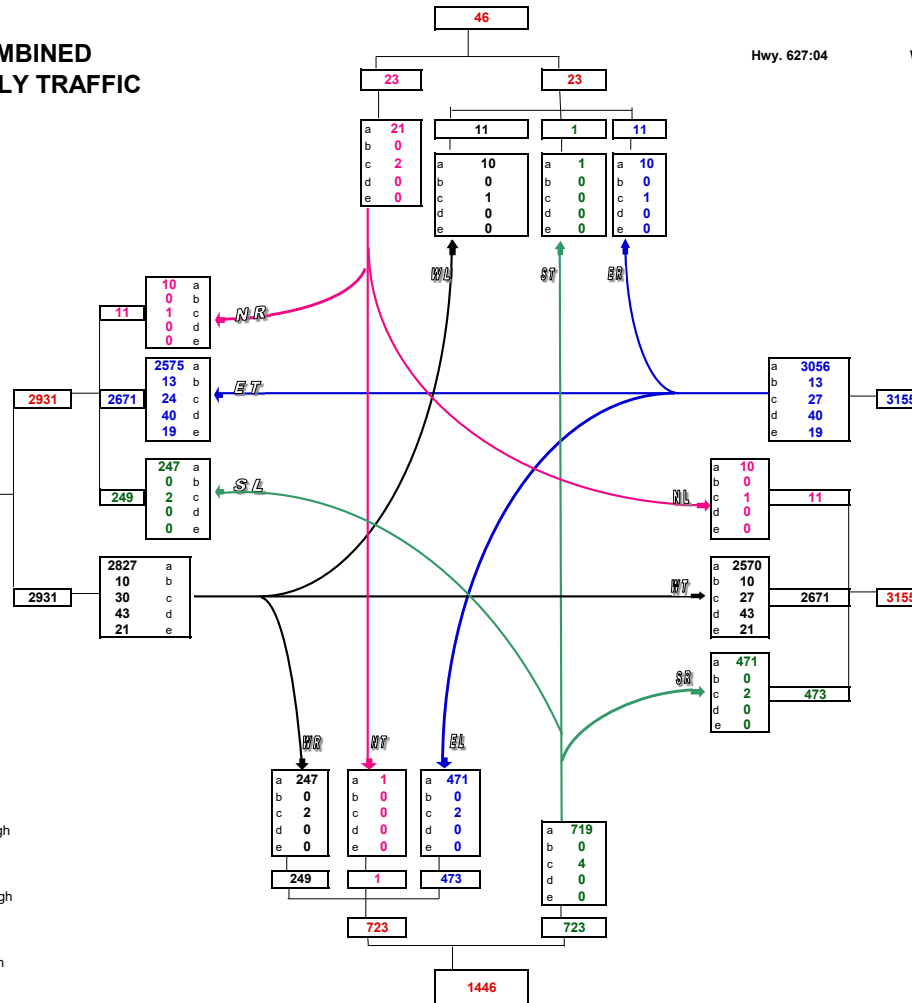 46
MBINED
LY TRAFFIC
Hwy. 627:04
23
23
a 21
b 0
c 2
d 0
e 0
11
1
11
a 10
b 0
c 1
d 0
e 0
a 1
b 0
c 0
d 0
e 0
a 10
b 0
c 1
d 0
e 0
WL
ST
ER
10 a
0 b
1 c
0 d
0 e
11
NR
2575 a
13 b
24 c
40 d
19 e
2931
2671
ET
a 3056
b 13
c 27
d 40
e 19
3155
247 a
0 b
2 c
0 d
0 e
249
SL
a 10
b 0
c 1
d 0
e 0
NL
11
2931
2827 a
10 b
30 c
43 d
21 e
WT
a 2570
b 10
c 27
d 43
e 21
2671
3155
SR
a 471
b 0
c 2
d 0
e 0
473
WR
NT
EL
a 247
b 0
c 2
d 0
e 0
a 1
b 0
c 0
d 0
e 0
a 471
b 0
c 2
d 0
e 0
a 719
b 0
c 4
d 0
e 0
gh
249
1
473
gh
723
723
1446